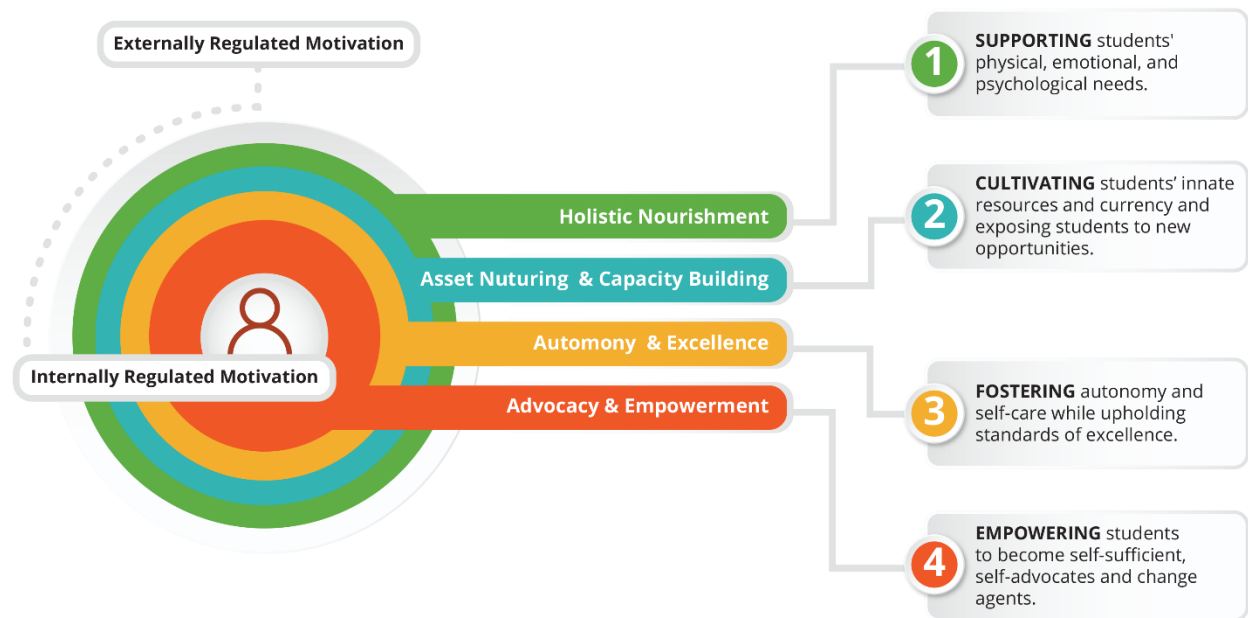 Externally Regulated Motivation
Internally Regulated Motivation
Holistic Nourishment
Asset Nuturing & Capacity Building
Automony & Excellence
Advocacy & Empowerment
1
SUPPORTING students'
physical, emotional, and
psychological needs.
2
CULTIVATING students’ innate
resources and currency and
exposing students to new
opportunities.
3
FOSTERING autonomy and
self-care while upholding
standards of excellence.
4
EMPOWERING students
to become self-sufficient,
self-advocates and change
agents.